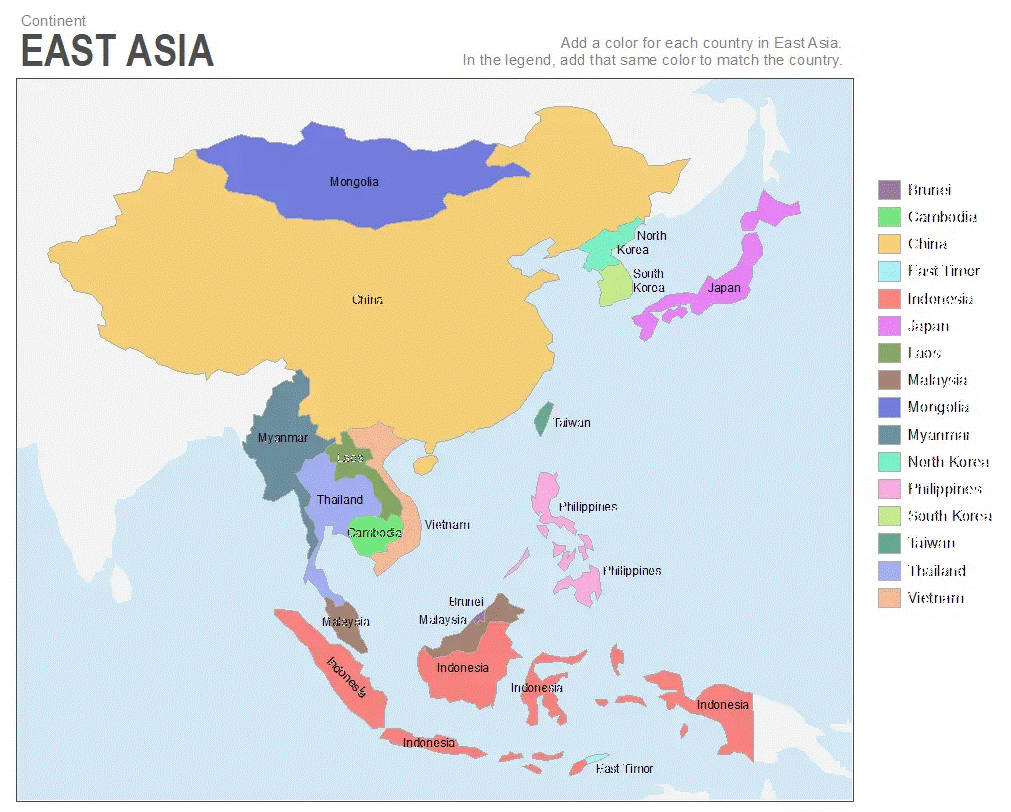 Continent
EAST ASIA
Add a color for each country in East Asia.
In the legend, add that same color to match the country.
Mongolia
North
Korea
China
South
Korea
Japan
Taiwan
Myanmar
Laos
Thailand
Cambodia
Vietnam
Philippines
Philippines
Brunei
Malaysia
Malaysia
Indonesia
Indonesia
Indonesia
Indonesia
Indonesia
East Timor
Brunei
Cambodia
China
East Timor
Indonesia
Japan
Laos
Malaysia
Mongolia
Myanmar
North Korea
Philippines
South Korea
Taiwan
Thailand
Vietnam